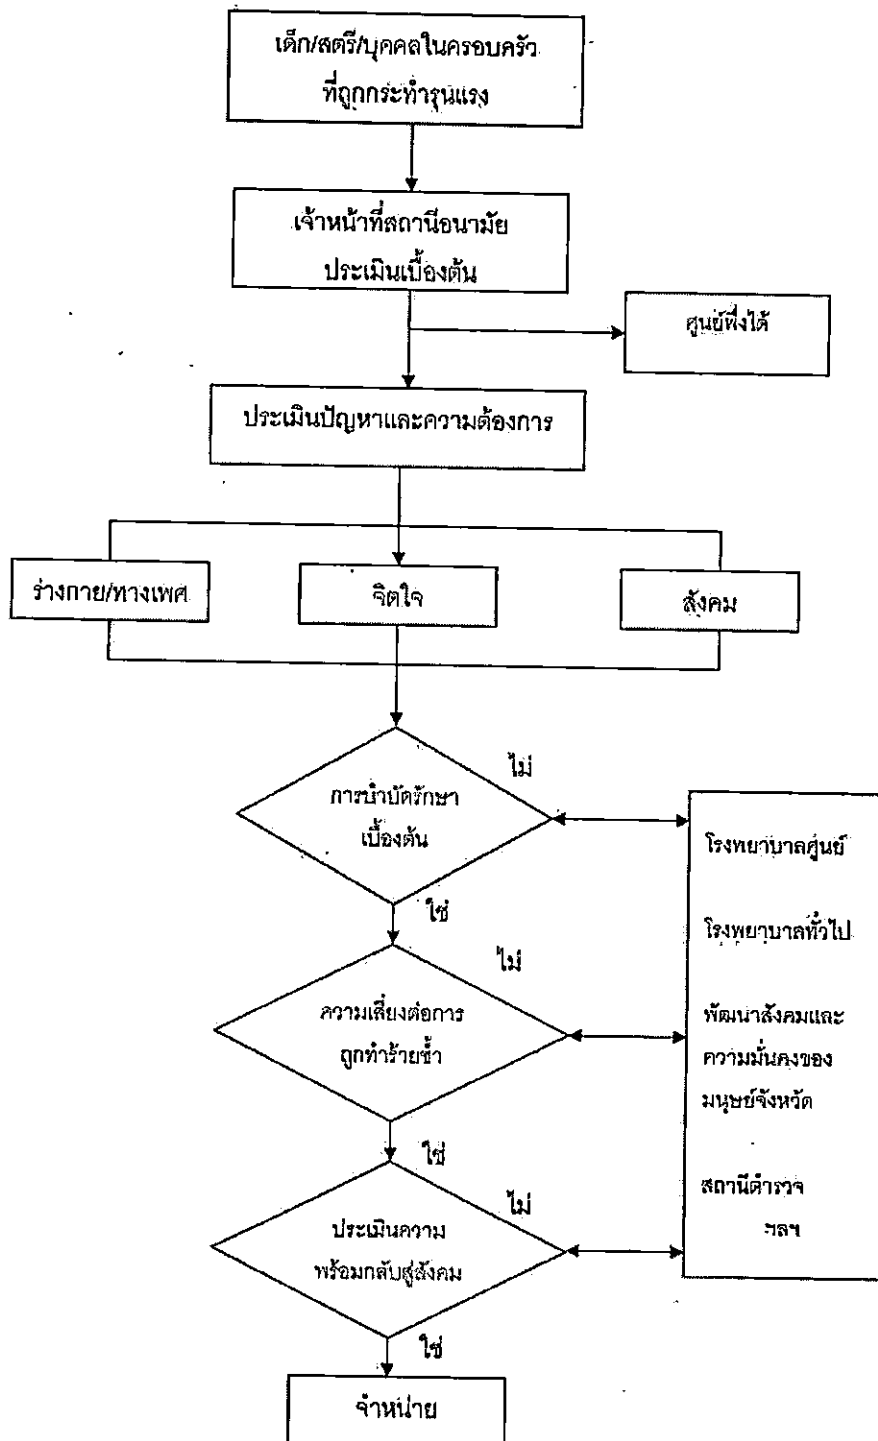 เด็ก/สตรี/บุคคลในครอบครัว
ที่ถูกกระทำรุนแรง
เจ้าหน้าที่สถานีอนามัย
ประเมินเบื้องต้น
ศูนย์พึ่งได้
ประเมินปัญหาและความต้องการ
ร่างกาย/ทางเพศ
จิตใจ
สังคม
การบำบัดรักษา
เบื้องต้น
ไม่
ใช่
ความเสี่ยงต่อการ
ถูกทำร้ายซ้ำ
ไม่
ใช่
ประเมินความ
พร้อมกลับสู่สังคม
ไม่
ใช่
จำหน่าย
โรงพยาบาลศูนย์
โรงพยาบาลทั่วไป
พัฒนาสังคมและ
ความมั่นคงของ
มนุษย์จังหวัด
สถานีตำรวจ
ฯลฯ